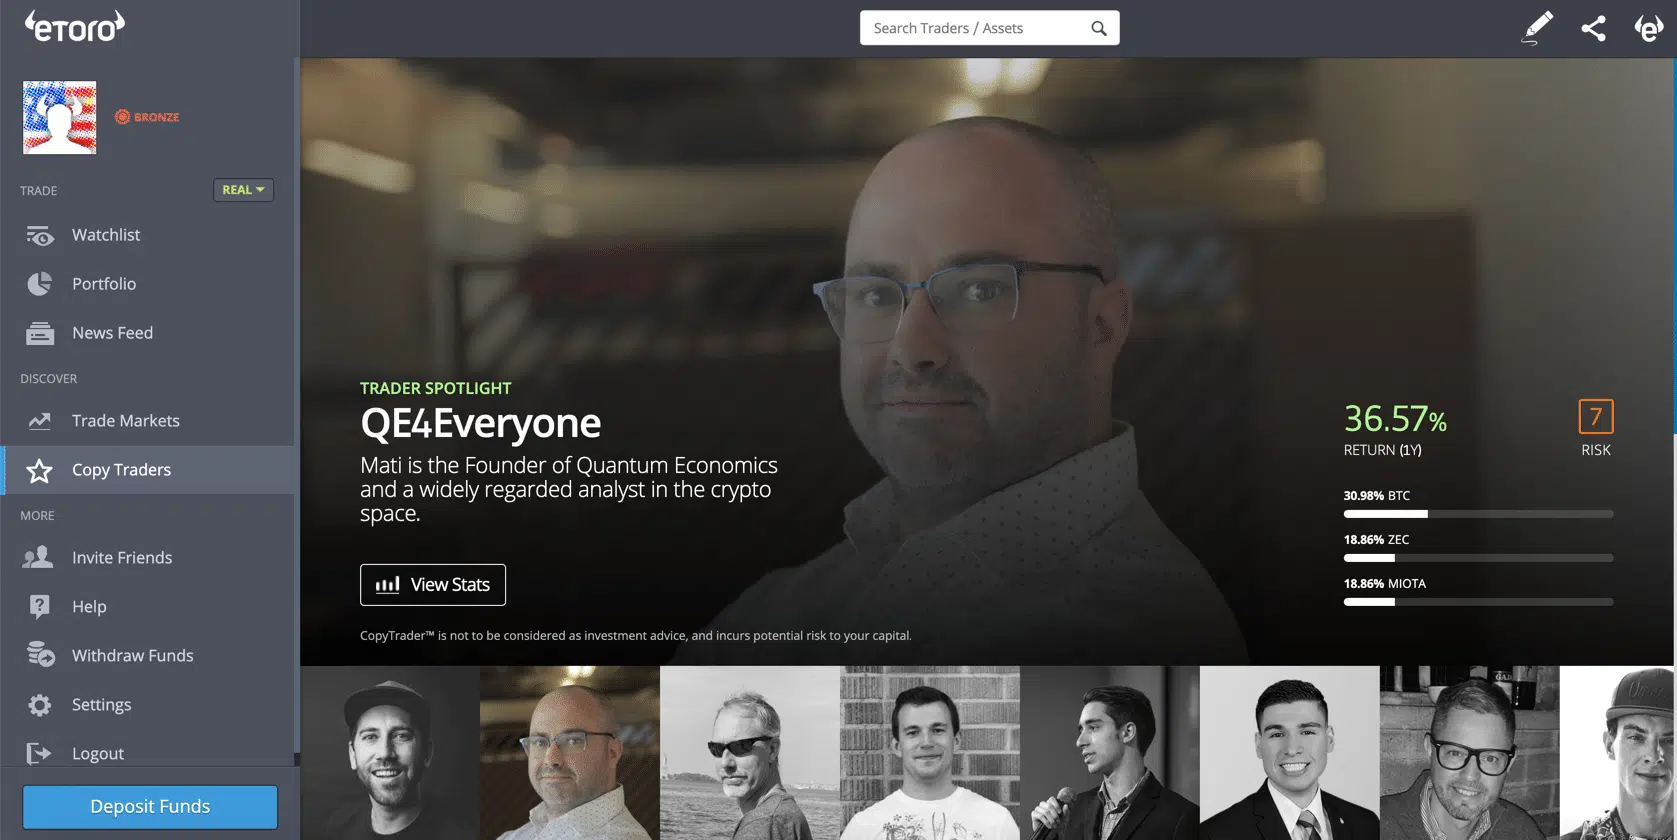 eToro
Search Traders / Assets
BRONZE
TRADE
REAL
Watchlist
Portfolio
News Feed
DISCOVER
Trade Markets
Copy Traders
MORE
Invite Friends
Help
Withdraw Funds
Settings
Logout
Deposit Funds
TRADER SPOTLIGHT
QE4Everyone
Mati is the Founder of Quantum Economics
and a widely regarded analyst in the crypto
space.
View Stats
CopyTrader™ is not to be considered as investment advice, and incurs potential risk to your capital.
36.57%
RETURN (1Y)
7
RISK
30.98% BTC
18.86% ZEC
18.86% MIOTA